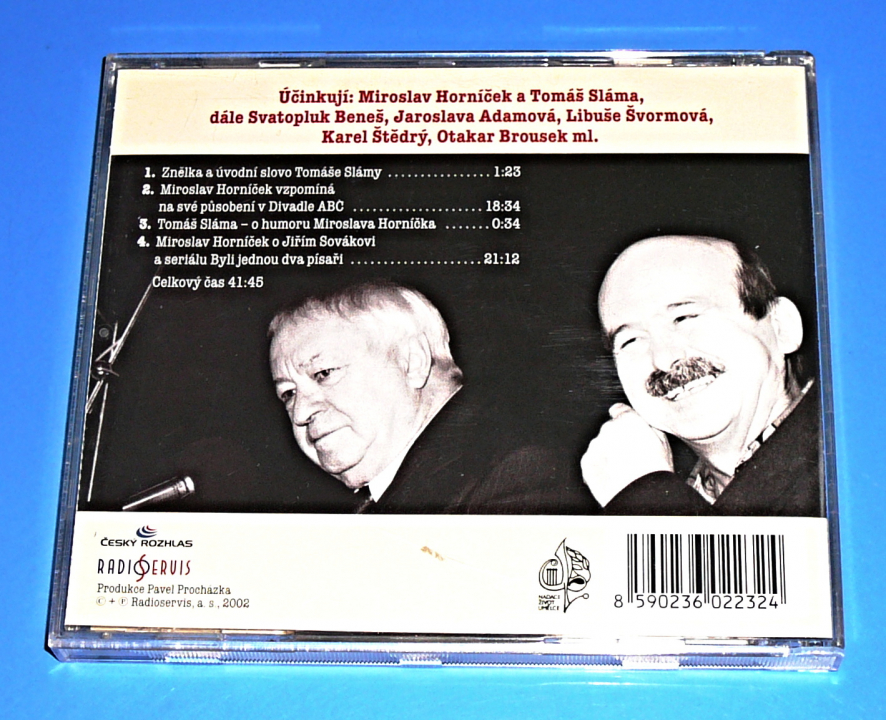 Účinkují: Miroslav Horníček a Tomáš Sláma,
dále Svatopluk Beneš, Jaroslava Adamová, Libuše Švormová,
Karel Štědrý, Otakar Brousek ml.
1. Znělka a úvodní slovo Tomáše Slámy ................ 1:23
2. Miroslav Horníček vzpomíná
na své působení v Divadle ABC .................... 18:34
3. Tomáš Sláma – o humoru Miroslava Horníčka ....... 0:34
4. Miroslav Horníček o Jiřím Sovákovi
a seriálu Byli jednou dva písaři .................... 21:12
Celkový čas 41:45
ČESKÝ ROZHLAS
RADIOSERVIS
Produkce Pavel Procházka
© + ℗ Radioservis, a. s., 2002
NADACE
ŽIVOT
UMĚLCE
8 590236 022324